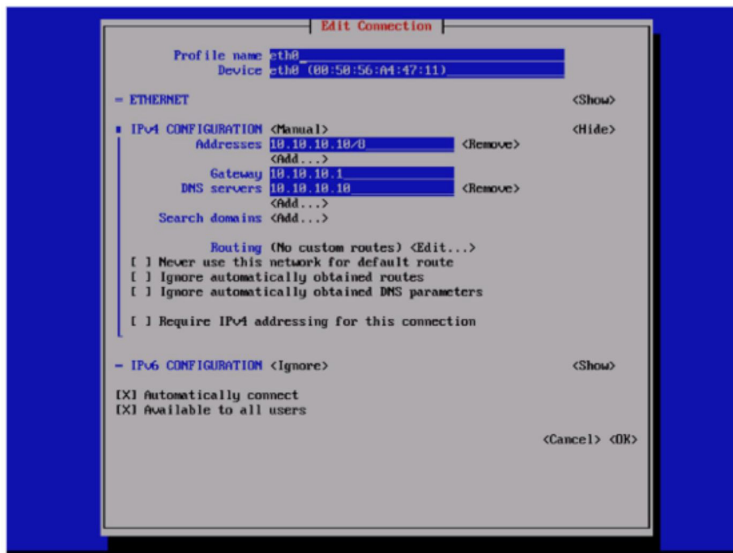 Edit Connection
Profile name eth0
Device eth0 (00:50:56:A4:47:11)
= ETHERNET <Show>
IPv4 CONFIGURATION <Manual> <Hide>
Addresses 10.10.10.10/8 <Remove>
<Add...>
Gateway 10.10.10.1
DNS servers 10.10.10.10 <Remove>
<Add...>
Search domains <Add...>
Routing (No custom routes) <Edit...>
[ ] Never use this network for default route
[ ] Ignore automatically obtained routes
[ ] Ignore automatically obtained DNS parameters
[ ] Require IPv4 addressing for this connection
= IPv6 CONFIGURATION <Ignore> <Show>
[X] Automatically connect
[X] Available to all users
<Cancel> <OK>